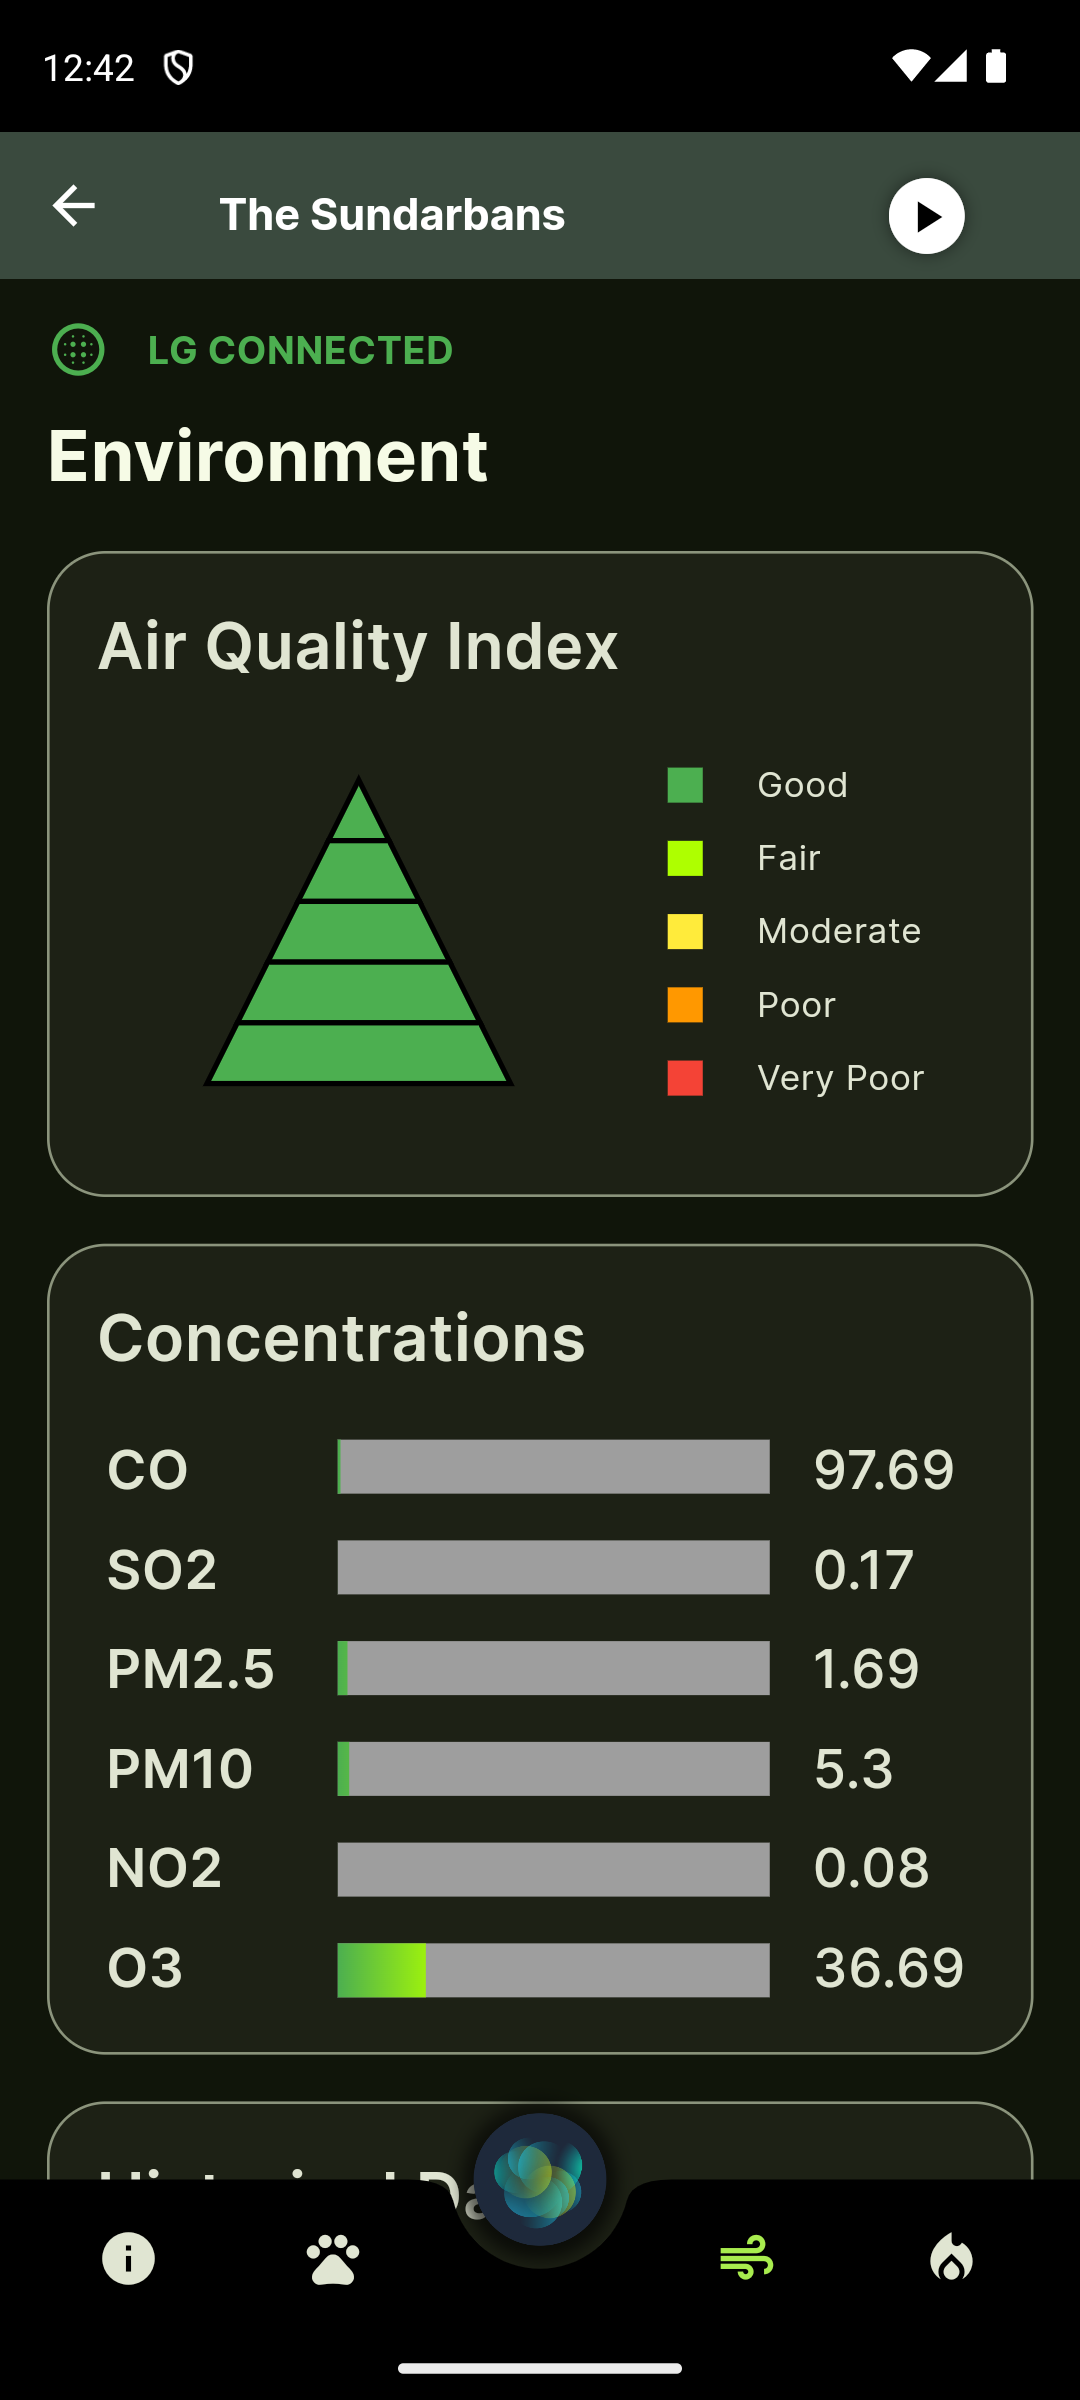 12:42
The Sundarbans
LG CONNECTED
Environment
Air Quality Index
Good
Fair
Moderate
Poor
Very Poor
Concentrations
CO 97.69
SO2 0.17
PM2.5 1.69
PM10 5.3
NO2 0.08
O3 36.69